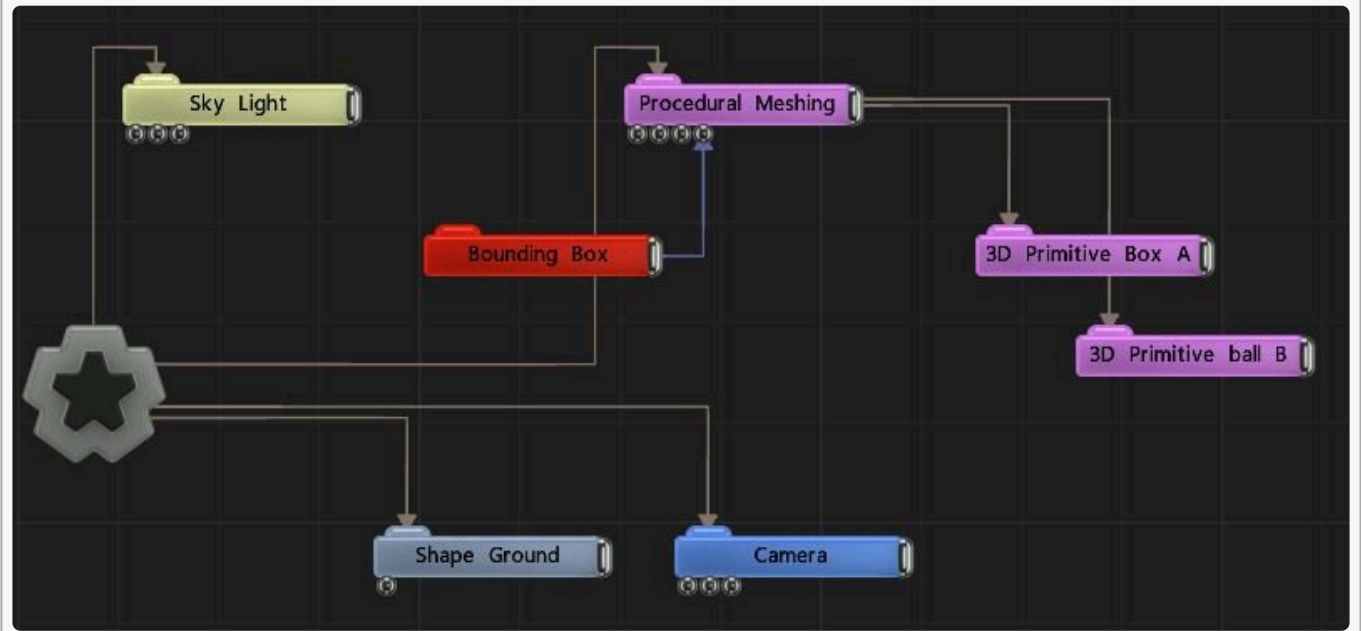 Sky Light
Procedural Meshing
Bounding Box
3D Primitive Box A
3D Primitive ball B
Shape Ground
Camera